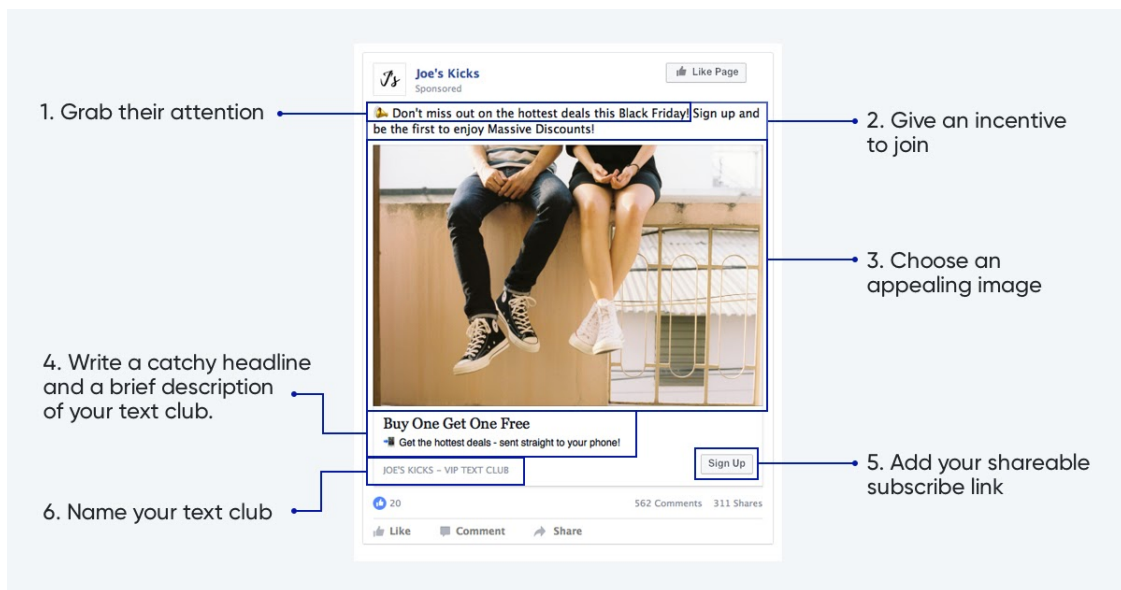 Js
Joe's Kicks
Sponsored
Like Page
1. Grab their attention
Don't miss out on the hottest deals this Black Friday! Sign up and
be the first to enjoy Massive Discounts!
2. Give an incentive
to join
3. Choose an
appealing image
4. Write a catchy headline
and a brief description
of your text club.
Buy One Get One Free
Get the hottest deals - sent straight to your phone!
JOE'S KICKS – VIP TEXT CLUB
Sign Up
5. Add your shareable
subscribe link
6. Name your text club
20
562 Comments 311 Shares
Like Comment Share